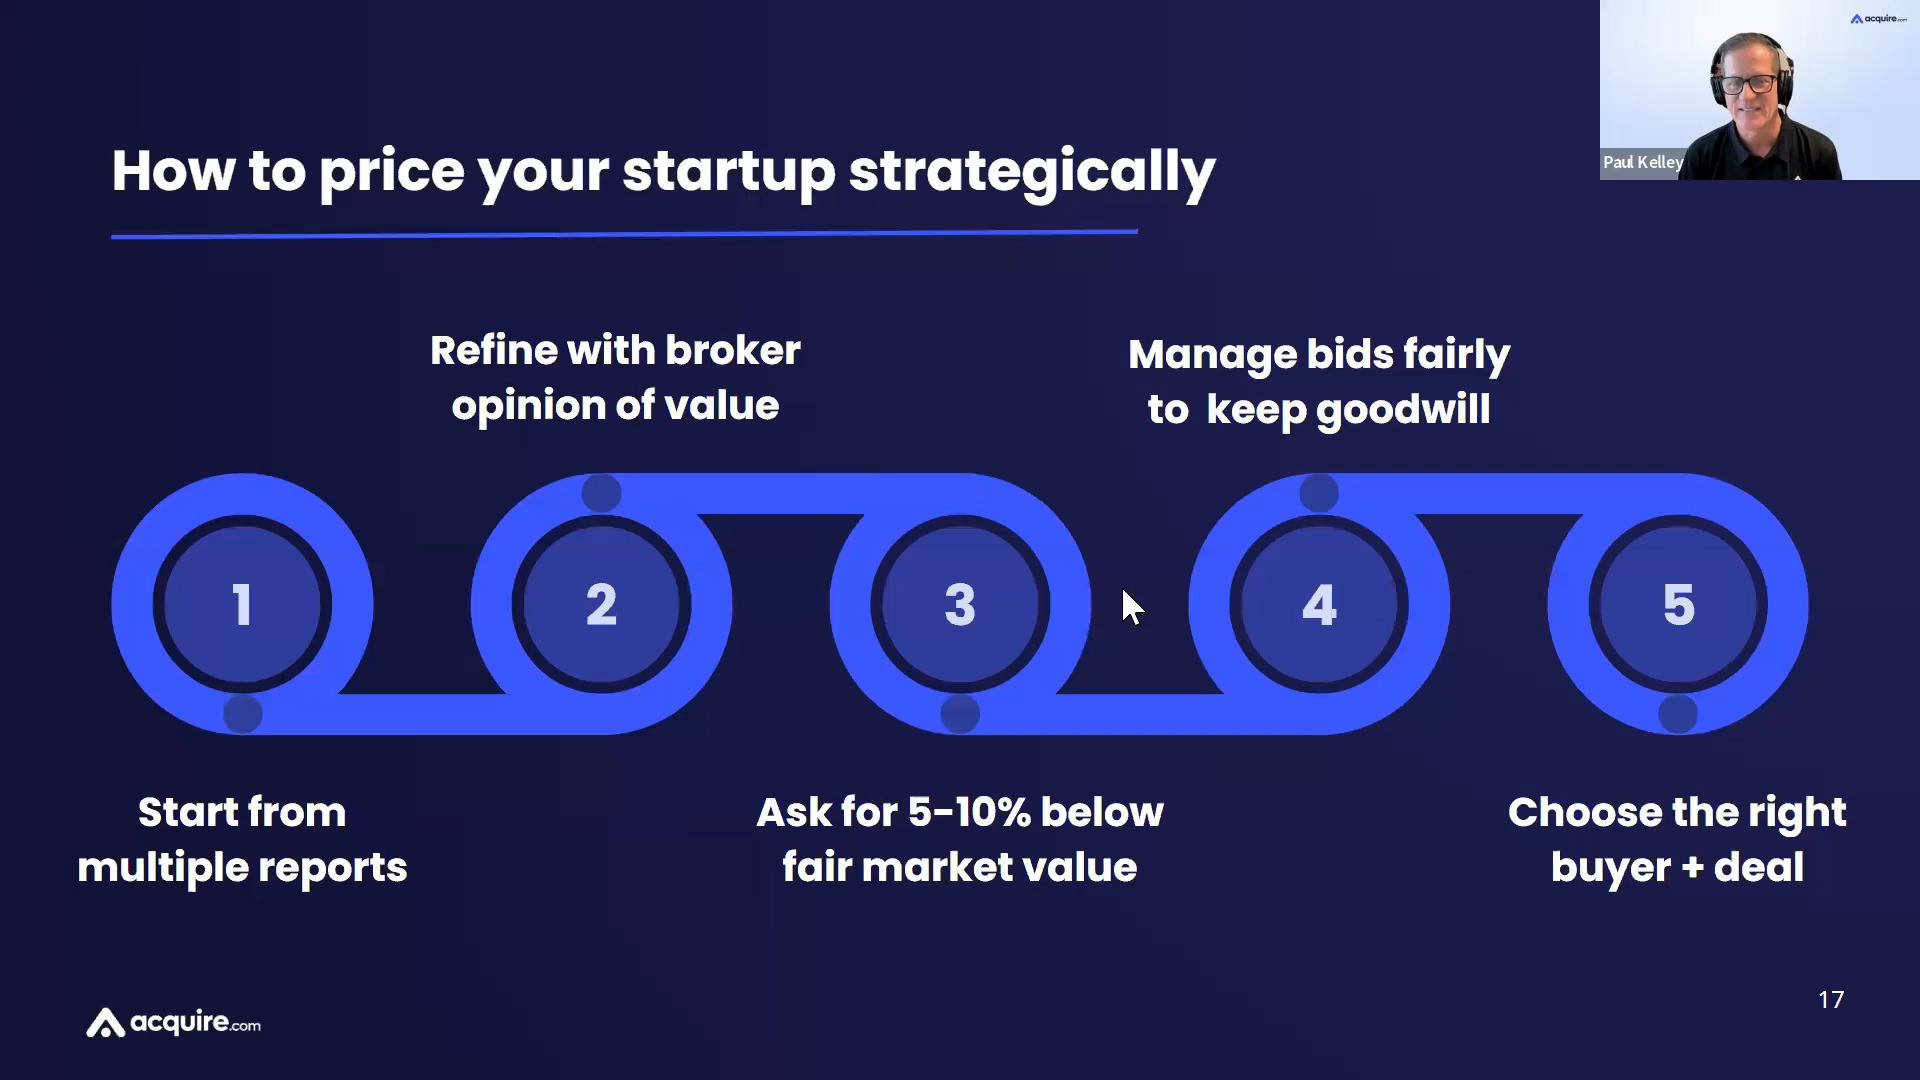 acquire.com
Paul Kelley
How to price your startup strategically
Refine with broker
opinion of value
Manage bids fairly
to keep goodwill
1
2
3
4
5
Start from
multiple reports
Ask for 5-10% below
fair market value
Choose the right
buyer + deal
acquire.com
17